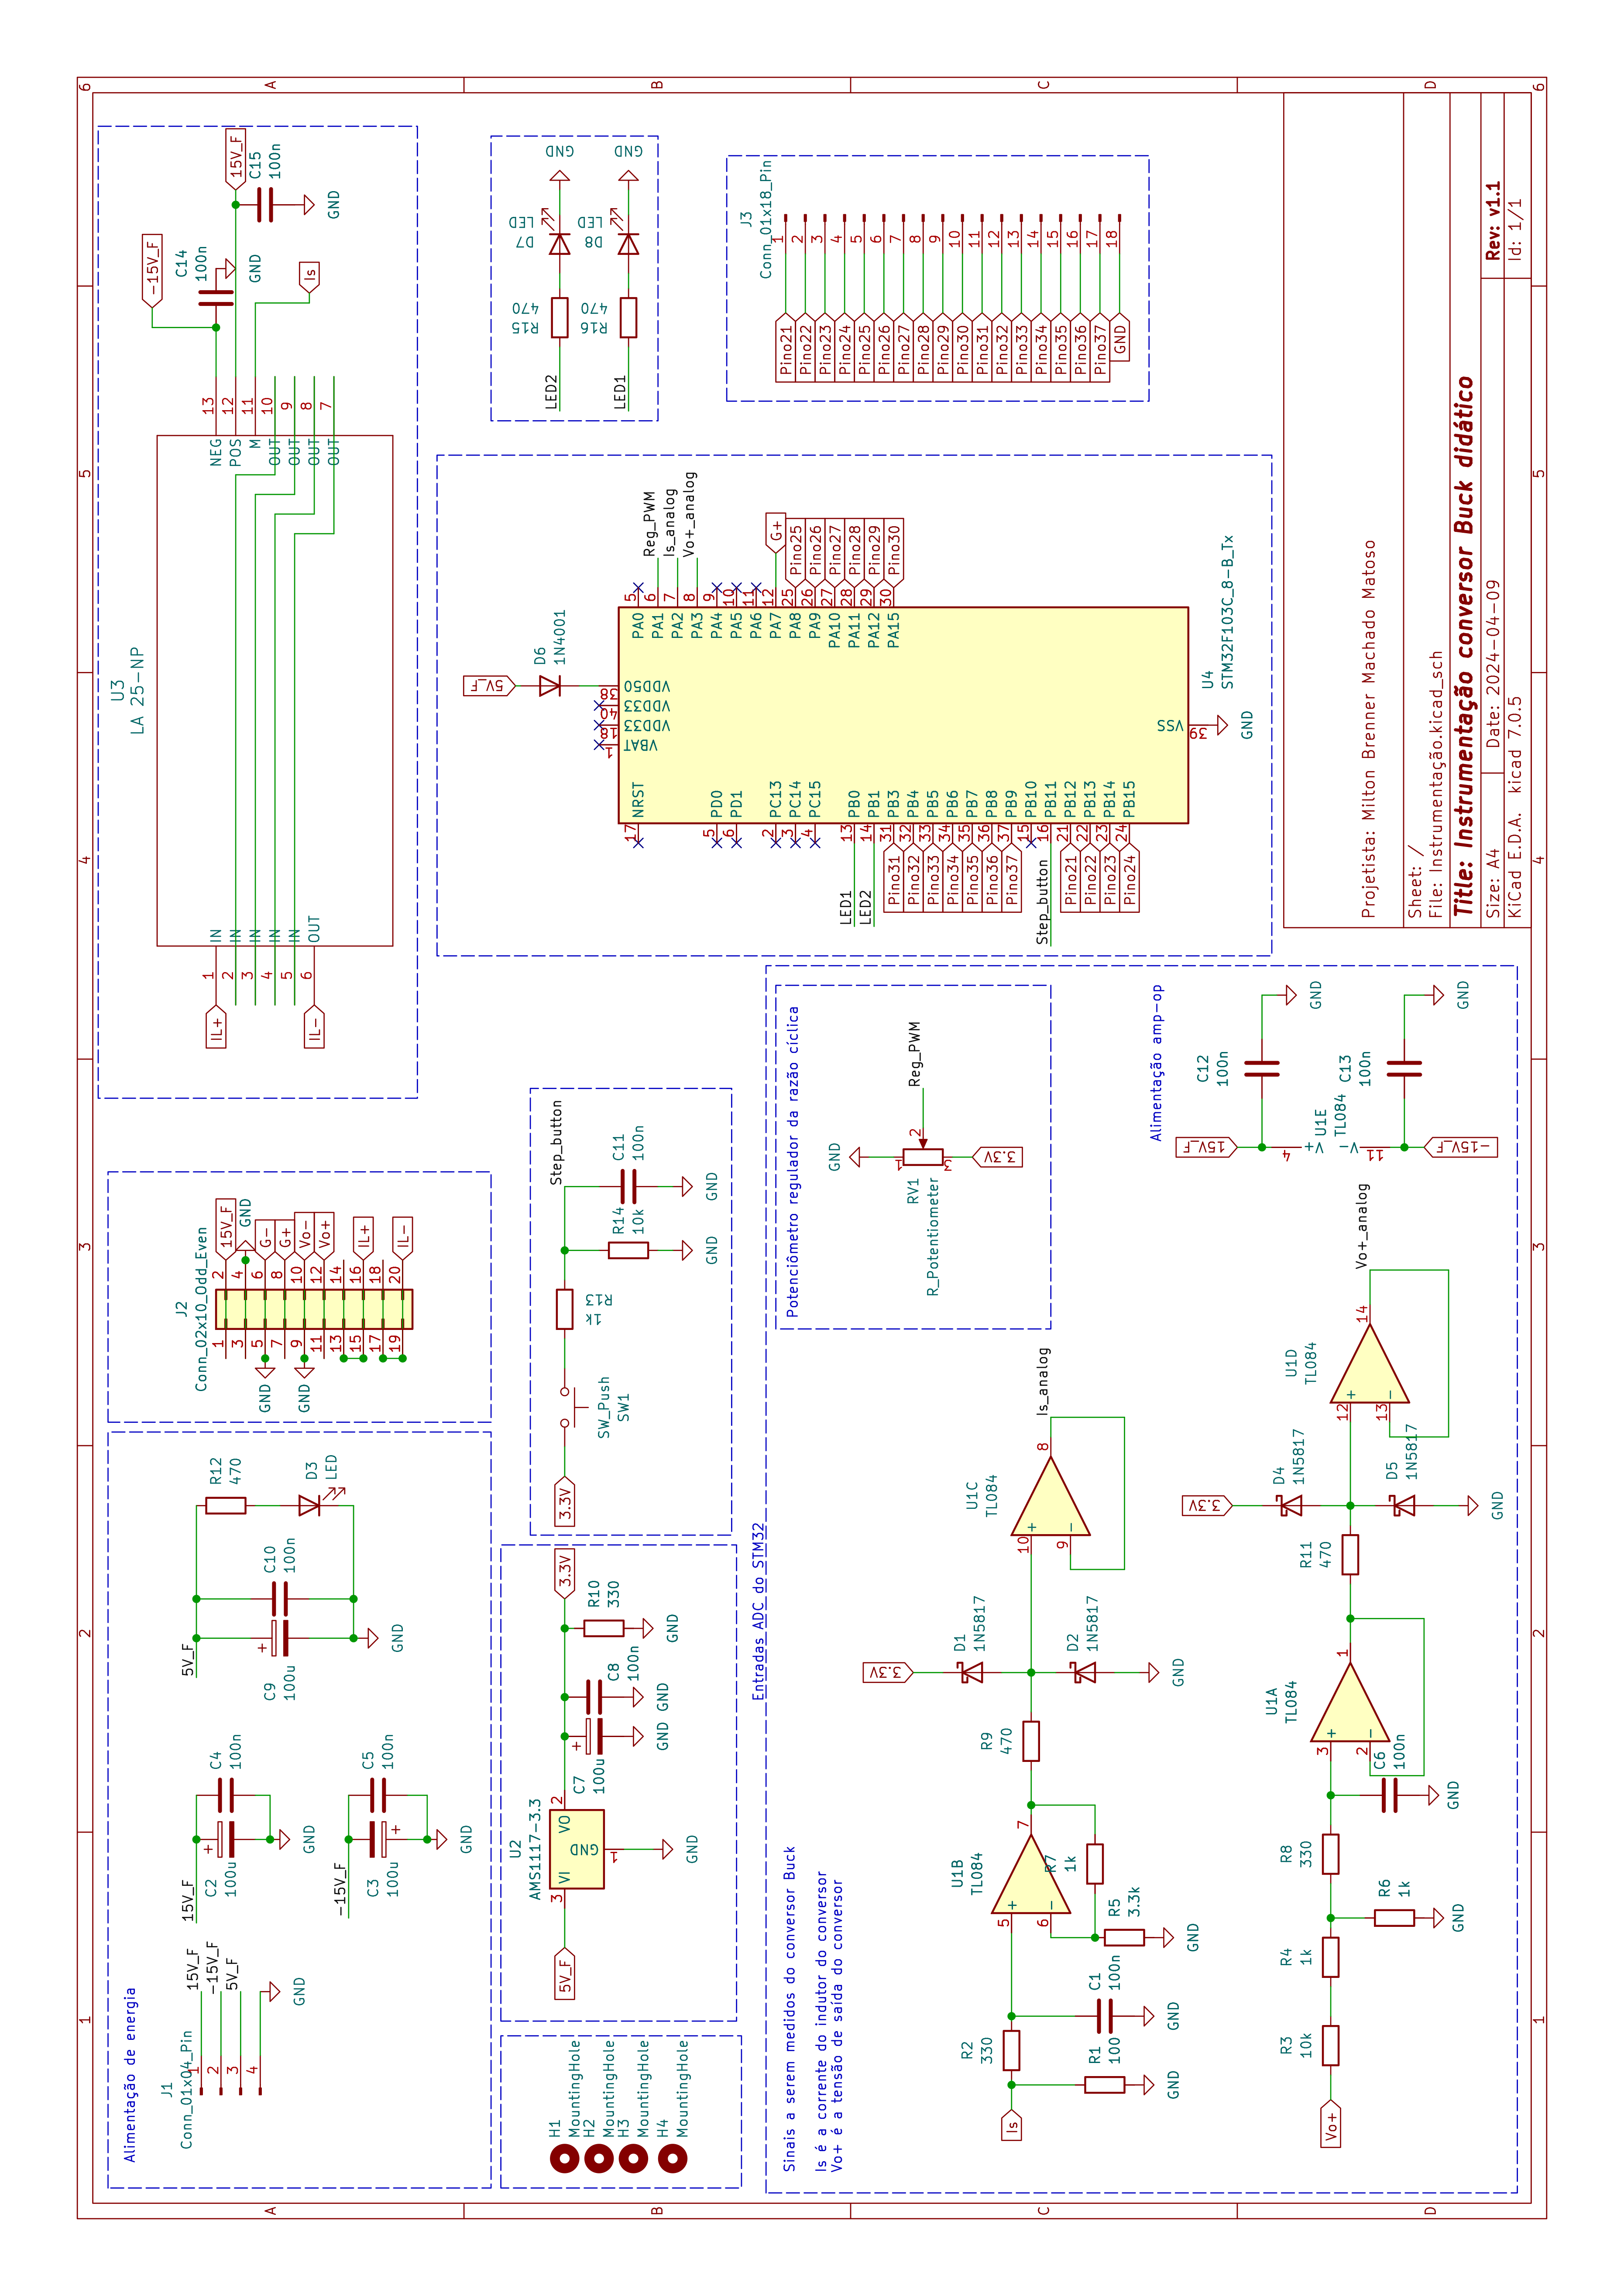 Alimentação de energia
J1
Conn_01x04_Pin
1
2
3
4
15V_F
-15V_F
5V_F
GND
15V_F
C2
100u
C4
100n
GND
-15V_F
C3
100u
C5
100n
GND
5V_F
C9
100u
C10
100n
GND
R12
470
D3
LED
J2
Conn_02x10_Odd_Even
1
3
5
7
9
11
13
15
17
19
2
4
6
8
10
12
14
16
18
20
GND
GND
15V_F
GND
G-
G+
Vo-
Vo+
IL+
IL-
U3
LA 25-NP
IL+
IL-
1
2
3
4
5
6
IN
IN
IN
IN
IN
OUT
NEG
POS
M
OUT
OUT
OUT
OUT
13
12
11
10
9
8
7
-15V_F
C14
100n
GND
15V_F
C15
100n
GND
Is
H1
MountingHole
H2
MountingHole
H3
MountingHole
H4
MountingHole
5V_F
U2
AMS1117-3.3
3
VI
VO
2
GND
1
GND
C7
100u
C8
100n
GND
GND
3.3V
R10
330
GND
3.3V
SW_Push
SW1
R13
1k
Step_button
R14
10k
C11
100n
GND
GND
5V_F
D6
1N4001
VDD50
VDD33
VDD33
VBAT
38
40
18
1
17
NRST
5
PD0
6
PD1
2
PC13
3
PC14
4
PC15
LED1
13
PB0
LED2
14
PB1
Pino31
31
PB3
Pino32
32
PB4
Pino33
33
PB5
Pino34
34
PB6
Pino35
35
PB7
Pino36
36
PB8
Pino37
37
PB9
15
PB10
Step_button
16
PB11
Pino21
21
PB12
Pino22
22
PB13
Pino23
23
PB14
Pino24
24
PB15
PA0
5
PA1
6
Reg_PWM
PA2
7
Is_analog
PA3
8
Vo+_analog
PA4
9
PA5
10
PA6
11
PA7
12
G+
PA8
25
Pino25
PA9
26
Pino26
PA10
27
Pino27
PA11
28
Pino28
PA12
29
Pino29
PA15
30
Pino30
VSS
39
GND
U4
STM32F103C_8-B_Tx
LED2
R15
470
D7
LED
GND
LED1
R16
470
D8
LED
GND
J3
Conn_01x18_Pin
Pino21
1
Pino22
2
Pino23
3
Pino24
4
Pino25
5
Pino26
6
Pino27
7
Pino28
8
Pino29
9
Pino30
10
Pino31
11
Pino32
12
Pino33
13
Pino34
14
Pino35
15
Pino36
16
Pino37
17
GND
18
Entradas ADC do STM32
Sinais a serem medidos do conversor Buck
Is é a corrente do indutor do conversor
Vo+ é a tensão de saída do conversor
Is
R2
330
R1
100
GND
C1
100n
GND
U1B
TL084
5
6
7
+
-
R7
1k
R5
3.3k
GND
R9
470
3.3V
D1
1N5817
D2
1N5817
GND
U1C
TL084
10
9
8
+
-
Is_analog
Vo+
R3
10k
R4
1k
R6
1k
GND
R8
330
C6
100n
GND
U1A
TL084
3
2
1
+
-
R11
470
3.3V
D4
1N5817
D5
1N5817
GND
U1D
TL084
12
13
14
+
-
Vo+_analog
Potenciômetro regulador da razão cíclica
GND
1
2
3
RV1
R_Potentiometer
Reg_PWM
3.3V
Alimentação amp-op
15V_F
C12
100n
GND
4
V+
U1E
TL084
V-
11
-15V_F
C13
100n
GND
Projetista: Milton Brenner Machado Matoso
Sheet: /
File: Instrumentação.kicad_sch
Title: Instrumentação conversor Buck didático
Size: A4
Date: 2024-04-09
Rev: v1.1
KiCad E.D.A. kicad 7.0.5
Id: 1/1
1
2
3
4
5
6
1
2
3
4
5
6
A
B
C
D
A
B
C
D